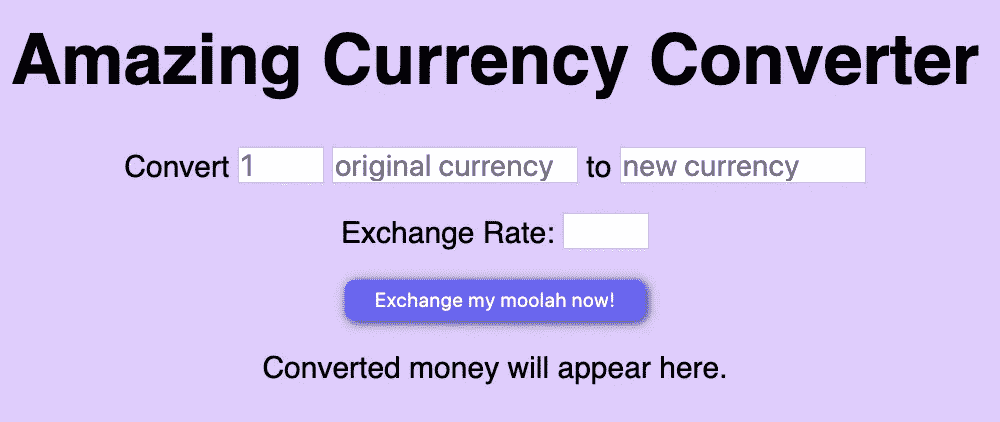 Amazing Currency Converter
Convert 1 original currency to new currency
Exchange Rate:
Exchange my moolah now!
Converted money will appear here.